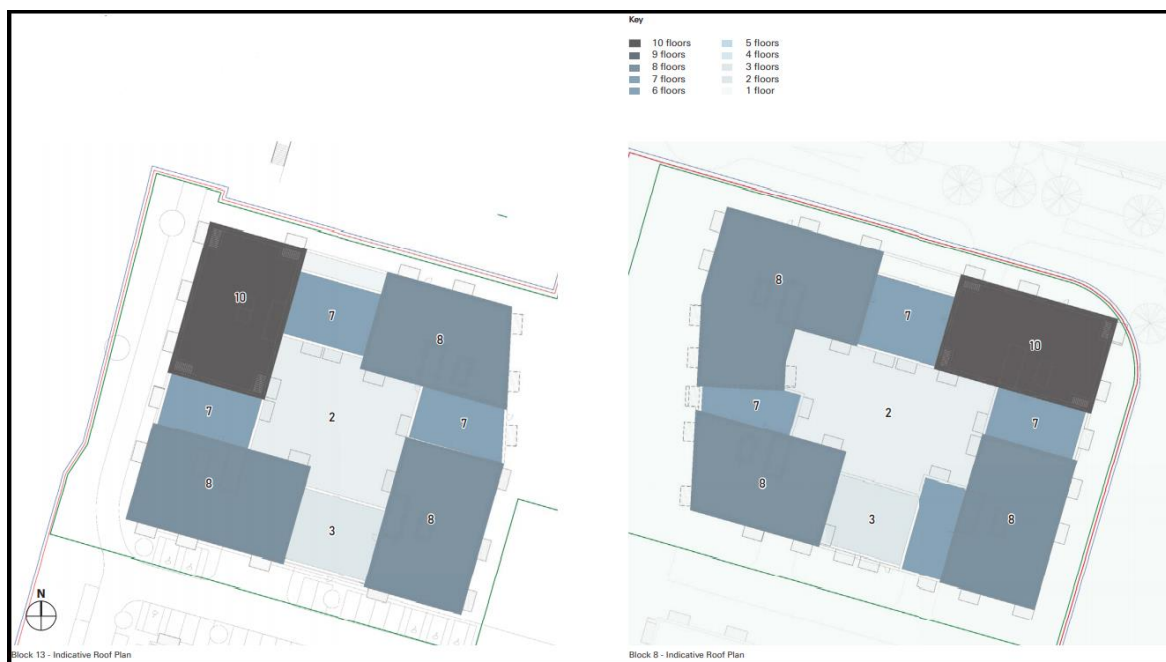 Key
10 floors
9 floors
8 floors
7 floors
6 floors
5 floors
4 floors
3 floors
2 floors
1 floor
10
7
8
7
2
7
8
8
3
N
Block 13 - Indicative Roof Plan
8
7
10
7
2
7
8
3
8
Block 8 - Indicative Roof Plan